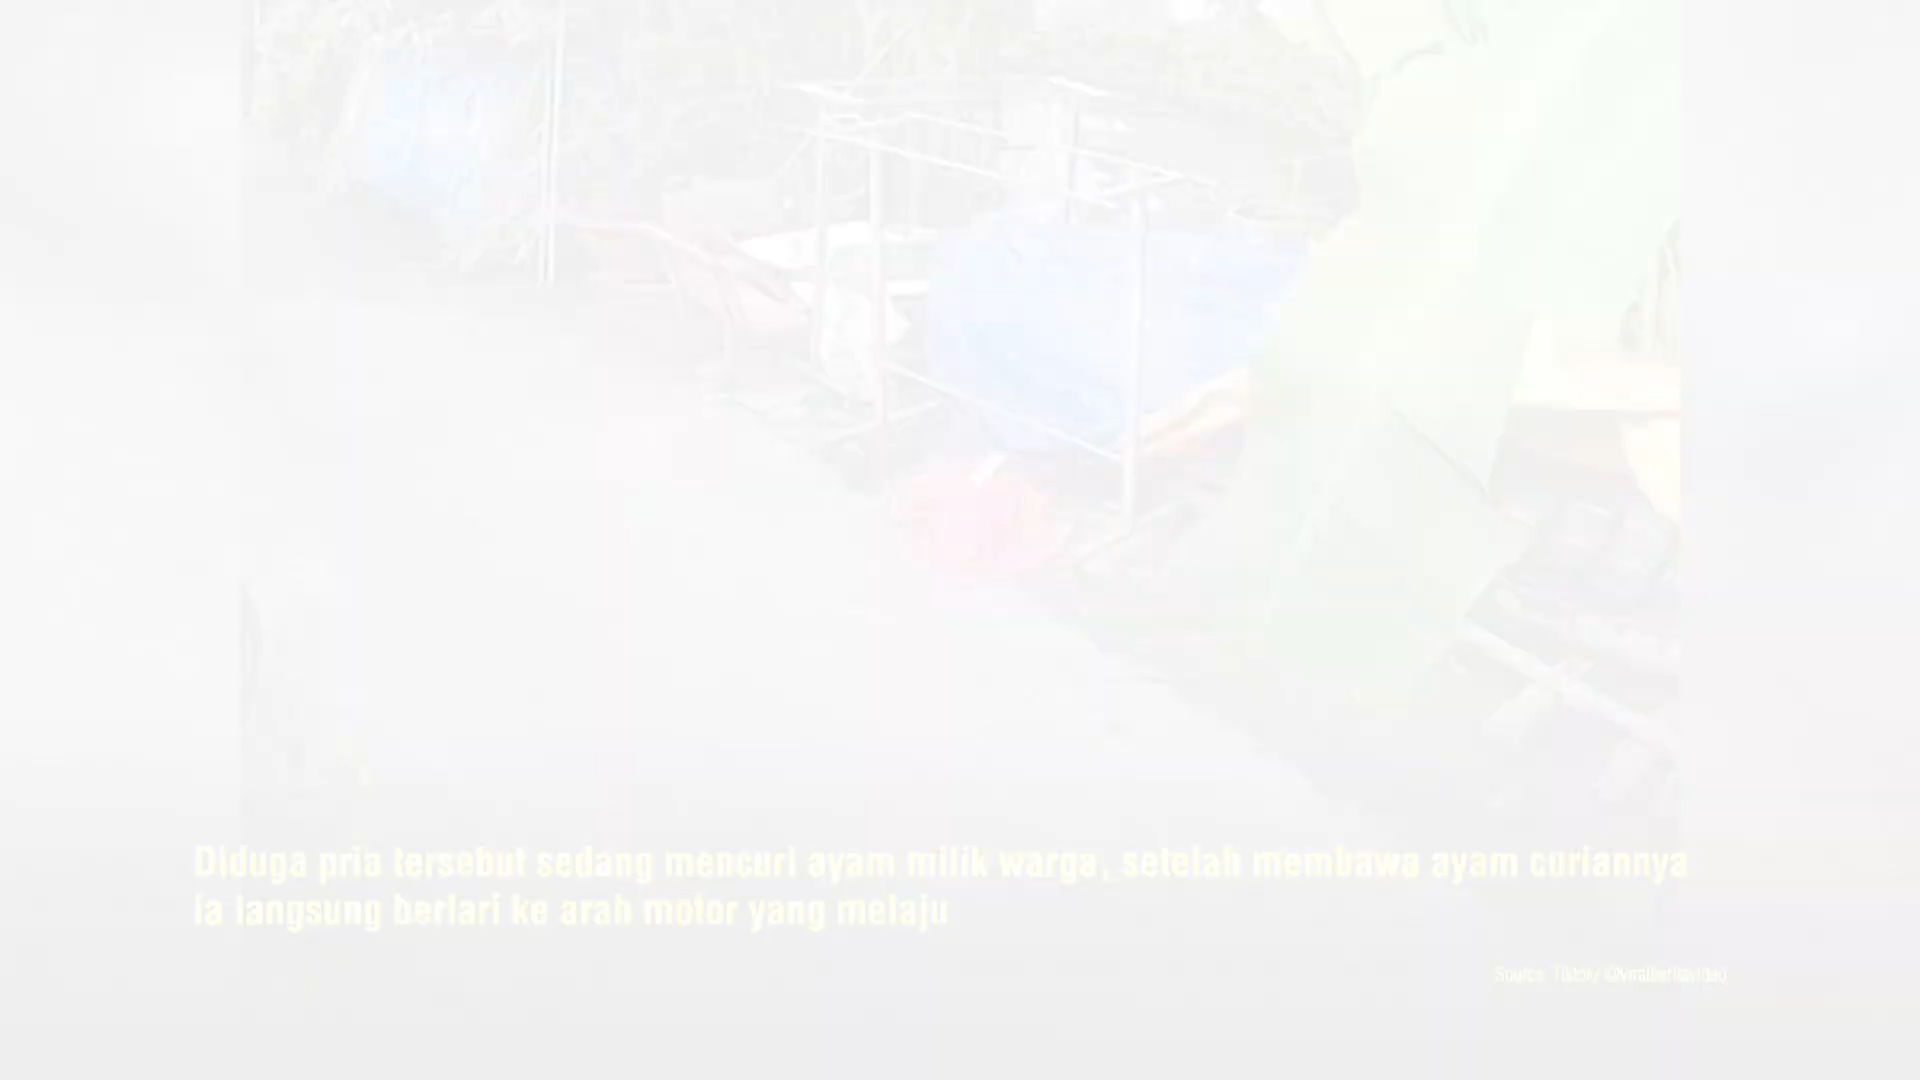 Diduga pria tersebut sedang mencuri ayam milik warga, setelah membawa ayam curiannya
ia langsung berlari ke arah motor yang melaju
Source